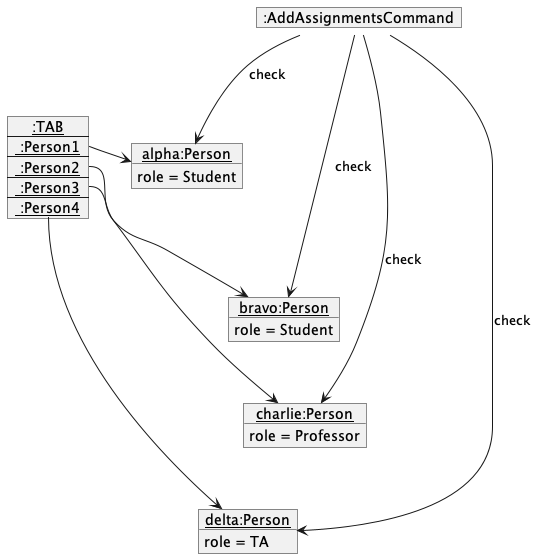 :AddAssignmentsCommand
check
:TAB
:Person1
:Person2
:Person3
:Person4
alpha:Person
role = Student
check
check
bravo:Person
role = Student
check
charlie:Person
role = Professor
delta:Person
role = TA